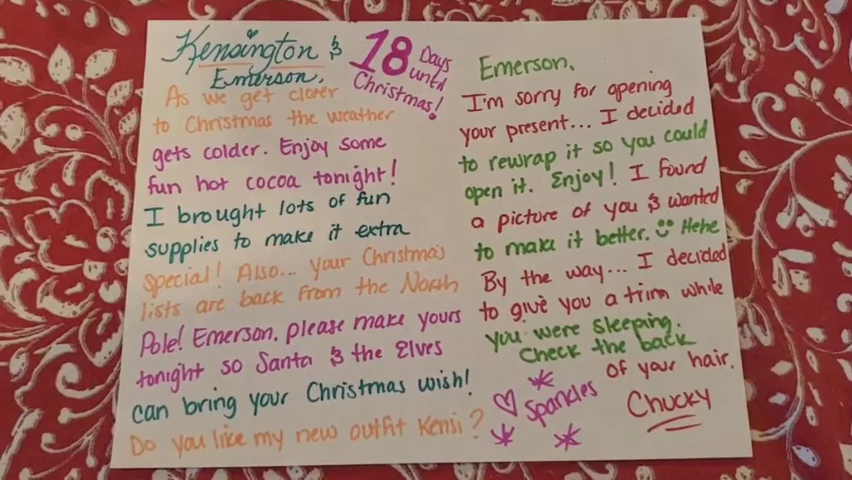 Kensington &
Emerson,
18 Days
until
Christmas!
As we get closer
to Christmas the weather
gets colder. Enjoy some
fun hot cocoa tonight!
I brought lots of fun
supplies to make it extra
special! Also... your Christmas
lists are back from the North
Pole! Emerson, please make yours
tonight so Santa & the Elves
can bring your Christmas wish!
Do you like my new outfit Kensi?
♡ Sparkles
Emerson,
I'm sorry for opening
your present... I decided
to rewrap it so you could
open it. Enjoy! I found
a picture of you & wanted
to make it better. Hehe
By the way... I decided
to give you a trim while
you were sleeping.
Check the back
of your hair.
Chucky